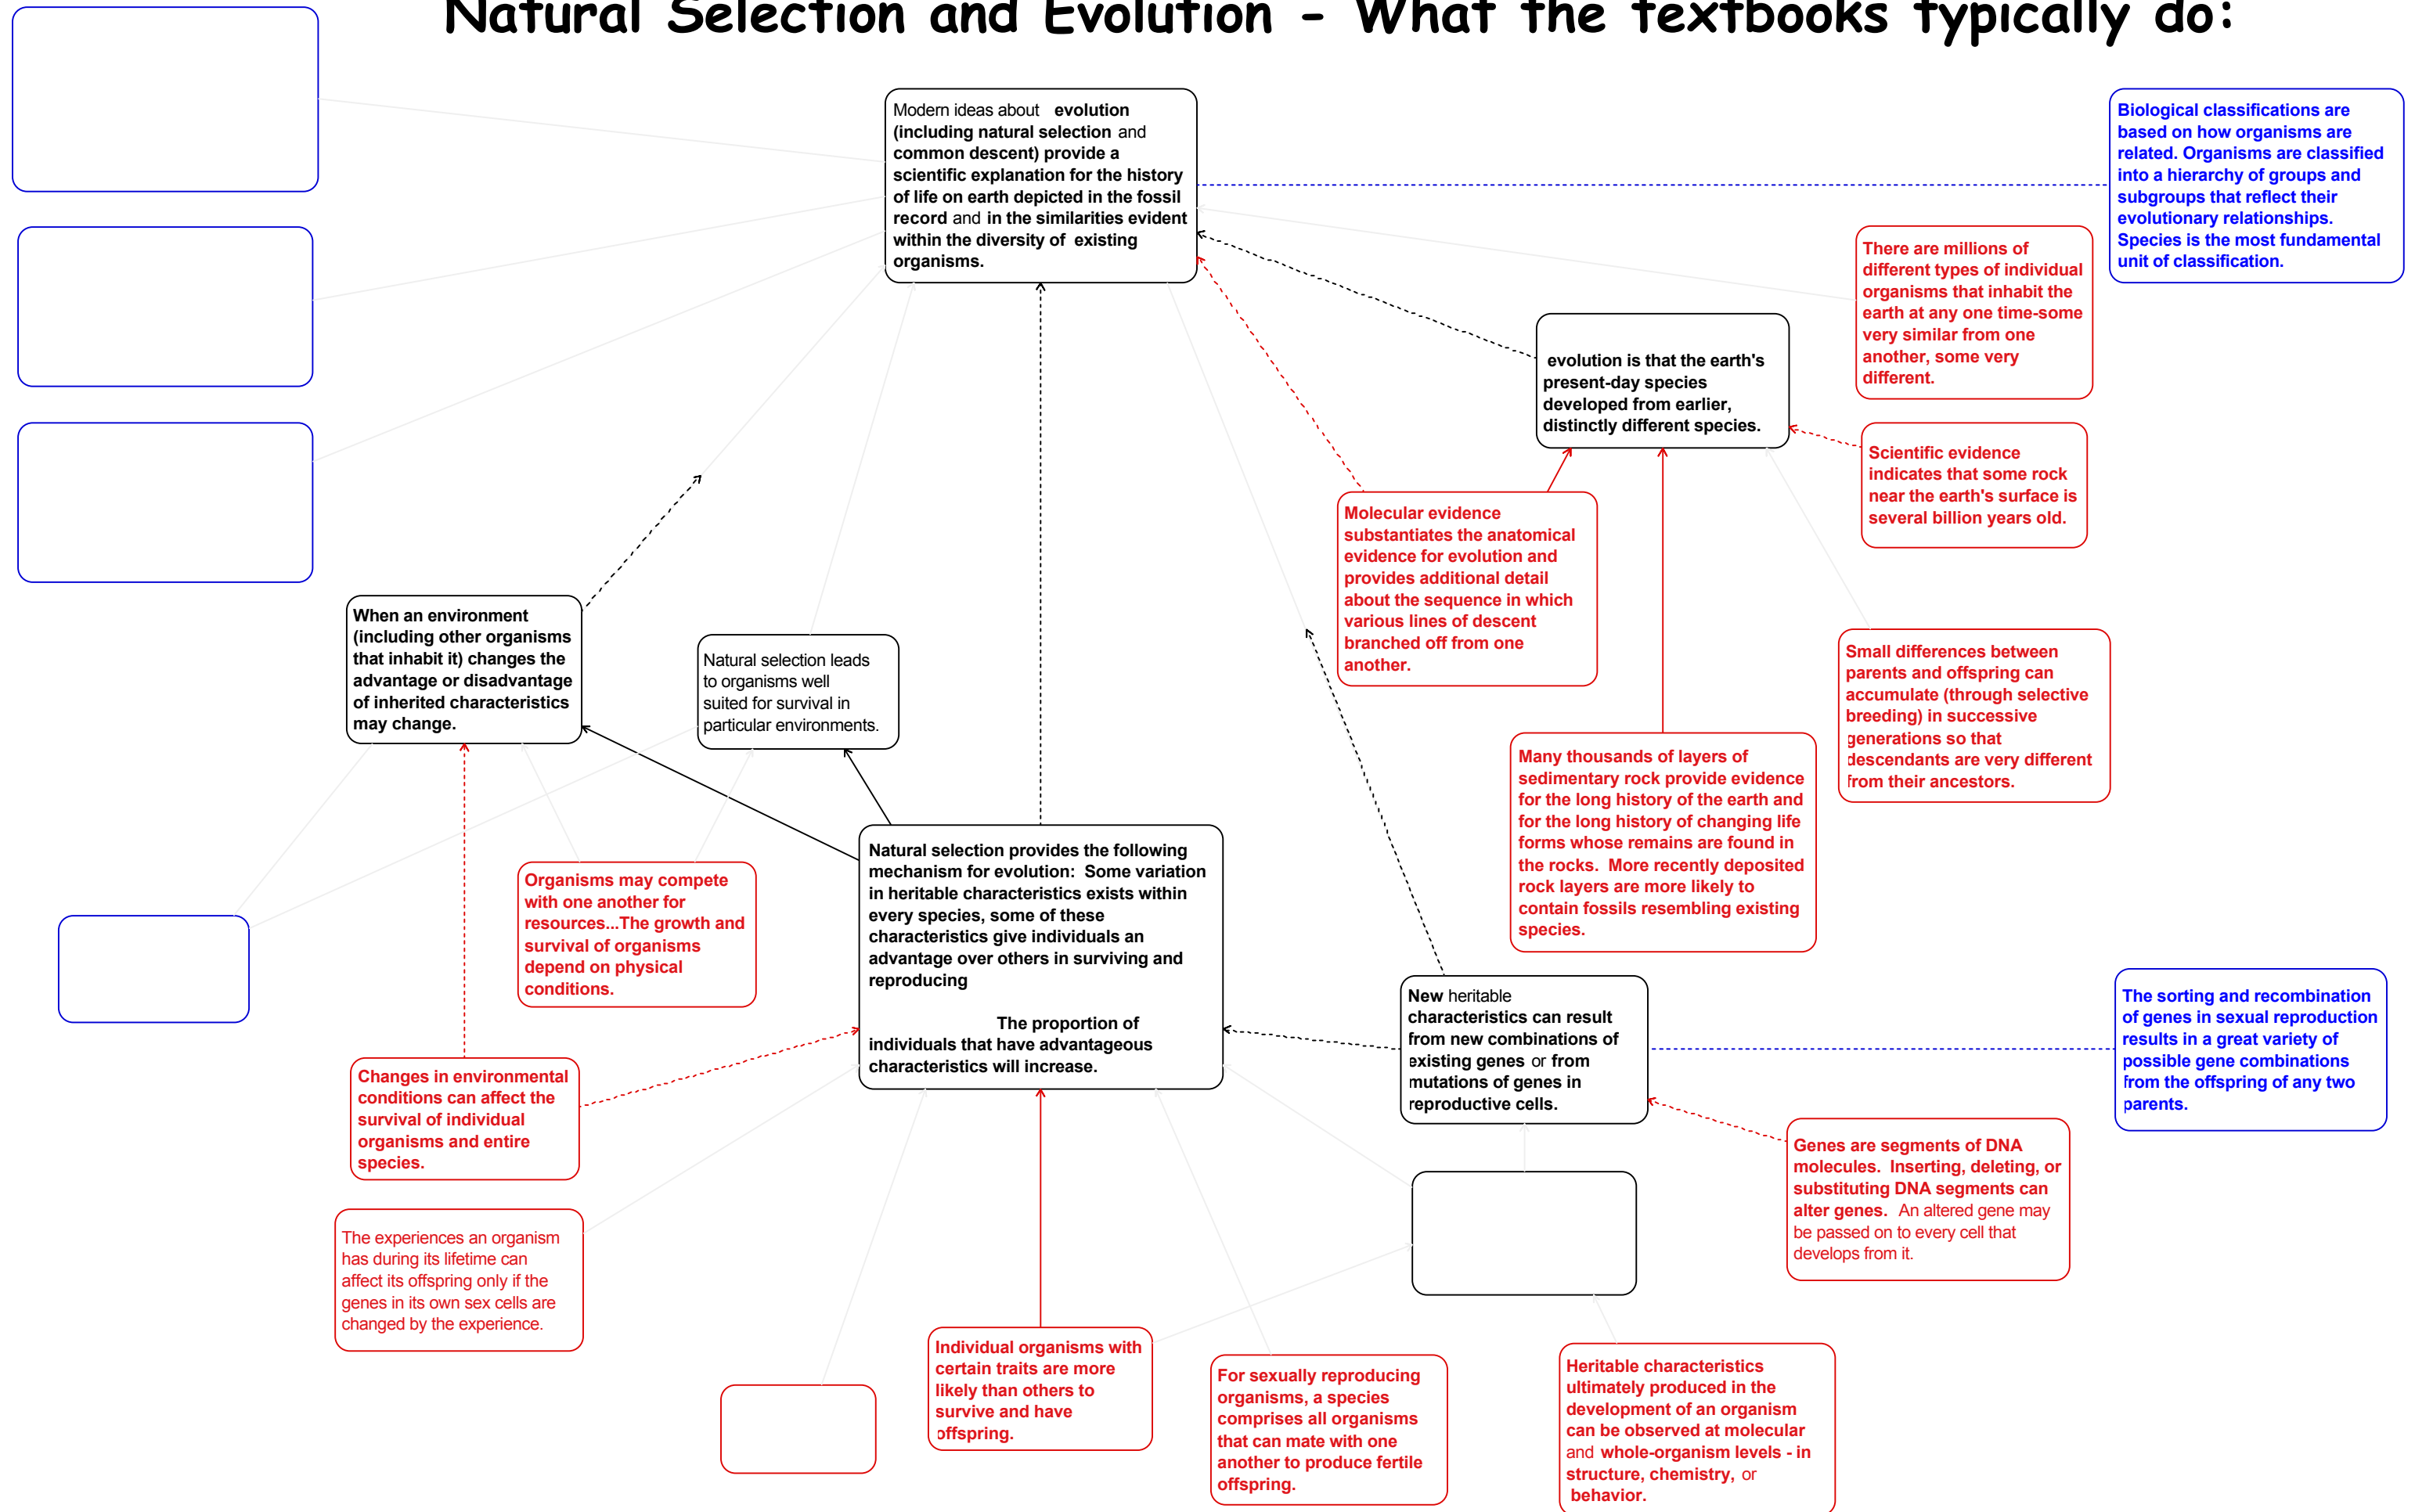 Natural Selection and Evolution - What the textbooks typically do:
Modern ideas about evolution
(including natural selection and
common descent) provide a
scientific explanation for the history
of life on earth depicted in the fossil
record and in the similarities evident
within the diversity of existing
organisms.
Biological classifications are
based on how organisms are
related. Organisms are classified
into a hierarchy of groups and
subgroups that reflect their
evolutionary relationships.
Species is the most fundamental
unit of classification.
There are millions of
different types of individual
organisms that inhabit the
earth at any one time-some
very similar from one
another, some very
different.
evolution is that the earth's
present-day species
developed from earlier,
distinctly different species.
Scientific evidence
indicates that some rock
near the earth's surface is
several billion years old.
Molecular evidence
substantiates the anatomical
evidence for evolution and
provides additional detail
about the sequence in which
various lines of descent
branched off from one
another.
When an environment
(including other organisms
that inhabit it) changes the
advantage or disadvantage
of inherited characteristics
may change.
Natural selection leads
to organisms well
suited for survival in
particular environments.
Small differences between
parents and offspring can
accumulate (through selective
breeding) in successive
generations so that
descendants are very different
from their ancestors.
Many thousands of layers of
sedimentary rock provide evidence
for the long history of the earth and
for the long history of changing life
forms whose remains are found in
the rocks. More recently deposited
rock layers are more likely to
contain fossils resembling existing
species.
Natural selection provides the following
mechanism for evolution: Some variation
in heritable characteristics exists within
every species, some of these
characteristics give individuals an
advantage over others in surviving and
reproducing
The proportion of
individuals that have advantageous
characteristics will increase.
Organisms may compete
with one another for
resources...The growth and
survival of organisms
depend on physical
conditions.
New heritable
characteristics can result
from new combinations of
existing genes or from
mutations of genes in
reproductive cells.
The sorting and recombination
of genes in sexual reproduction
results in a great variety of
possible gene combinations
from the offspring of any two
parents.
Changes in environmental
conditions can affect the
survival of individual
organisms and entire
species.
Genes are segments of DNA
molecules. Inserting, deleting, or
substituting DNA segments can
alter genes. An altered gene may
be passed on to every cell that
develops from it.
The experiences an organism
has during its lifetime can
affect its offspring only if the
genes in its own sex cells are
changed by the experience.
Individual organisms with
certain traits are more
likely than others to
survive and have
offspring.
For sexually reproducing
organisms, a species
comprises all organisms
that can mate with one
another to produce fertile
offspring.
Heritable characteristics
ultimately produced in the
development of an organism
can be observed at molecular
and whole-organism levels - in
structure, chemistry, or
behavior.